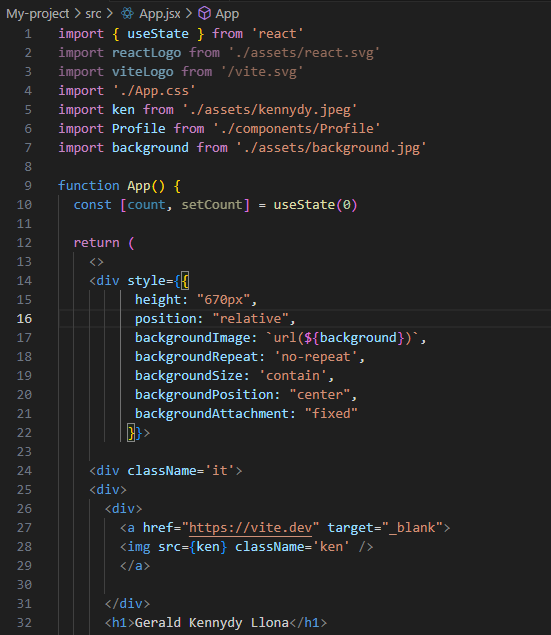 My-project > src > App.jsx > App
1 import { useState } from 'react'
2 import reactLogo from './assets/react.svg'
3 import viteLogo from '/vite.svg'
4 import './App.css'
5 import ken from './assets/kennydy.jpeg'
6 import Profile from './components/Profile'
7 import background from './assets/background.jpg'
8
9 function App() {
10 const [count, setCount] = useState(0)
11
12 return (
13 <>
14 <div style={{
15 height: "670px",
16 position: "relative",
17 backgroundImage: `url(${background})`,
18 backgroundRepeat: 'no-repeat',
19 backgroundSize: 'contain',
20 backgroundPosition: "center",
21 backgroundAttachment: "fixed"
22 }}>
23
24 <div className='it'>
25 <div>
26 <div>
27 <a href="https://vite.dev" target="_blank">
28 <img src={ken} className='ken' />
29 </a>
30
31 </div>
32 <h1>Gerald Kennydy Llona</h1>